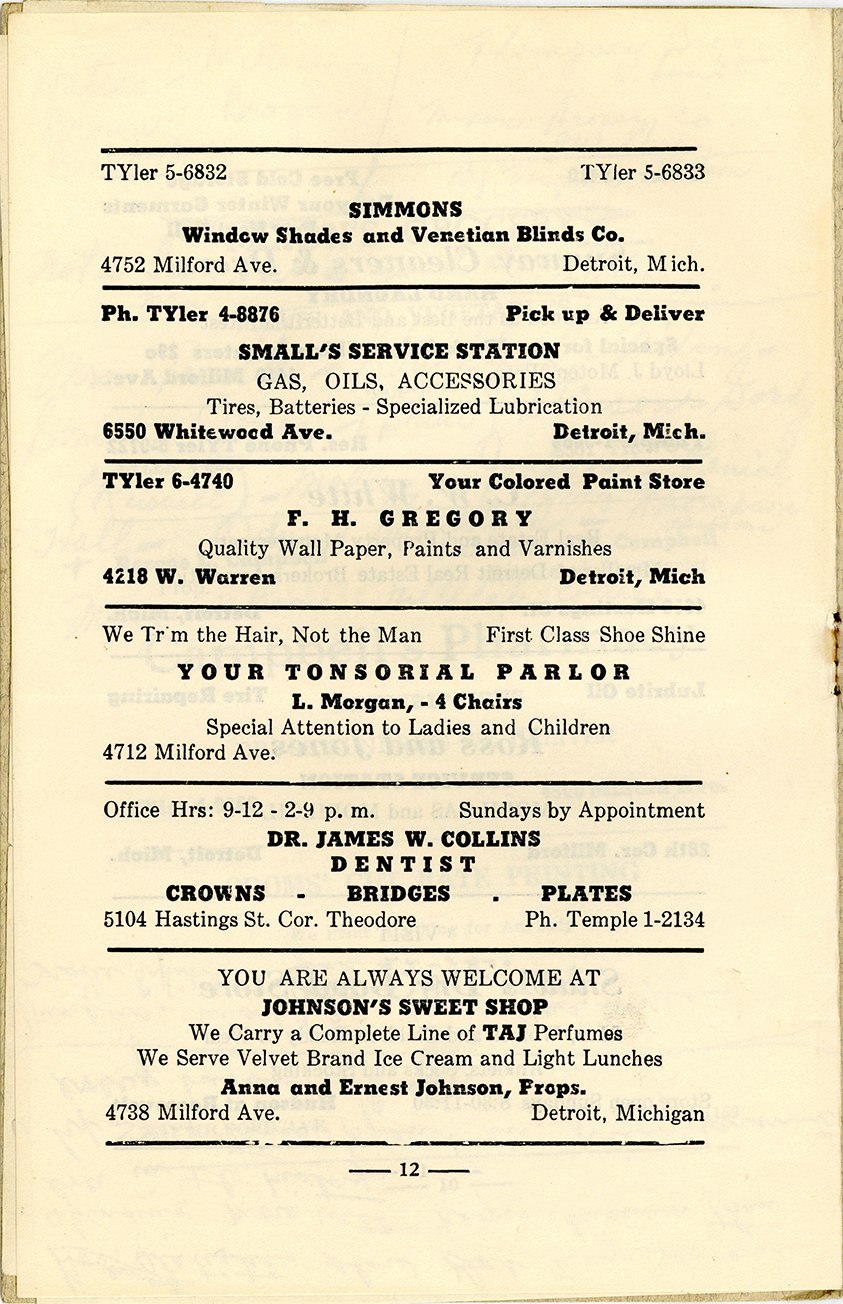 TYler 5-6832 TYler 5-6833
SIMMONS
Window Shades and Venetian Blinds Co.
4752 Milford Ave. Detroit, Mich.
Ph. TYler 4-8876 Pick up & Deliver
SMALL'S SERVICE STATION
GAS, OILS, ACCESSORIES
Tires, Batteries - Specialized Lubrication
6550 Whitewood Ave. Detroit, Mich.
TYler 6-4740 Your Colored Paint Store
F. H. GREGORY
Quality Wall Paper, Paints and Varnishes
4218 W. Warren Detroit, Mich
We Tr'm the Hair, Not the Man First Class Shoe Shine
YOUR TONSORIAL PARLOR
L. Morgan, - 4 Chairs
Special Attention to Ladies and Children
4712 Milford Ave.
Office Hrs: 9-12 - 2-9 p. m. Sundays by Appointment
DR. JAMES W. COLLINS
DENTIST
CROWNS - BRIDGES . PLATES
5104 Hastings St. Cor. Theodore Ph. Temple 1-2134
YOU ARE ALWAYS WELCOME AT
JOHNSON'S SWEET SHOP
We Carry a Complete Line of TAJ Perfumes
We Serve Velvet Brand Ice Cream and Light Lunches
Anna and Ernest Johnson, Props.
4738 Milford Ave. Detroit, Michigan
12